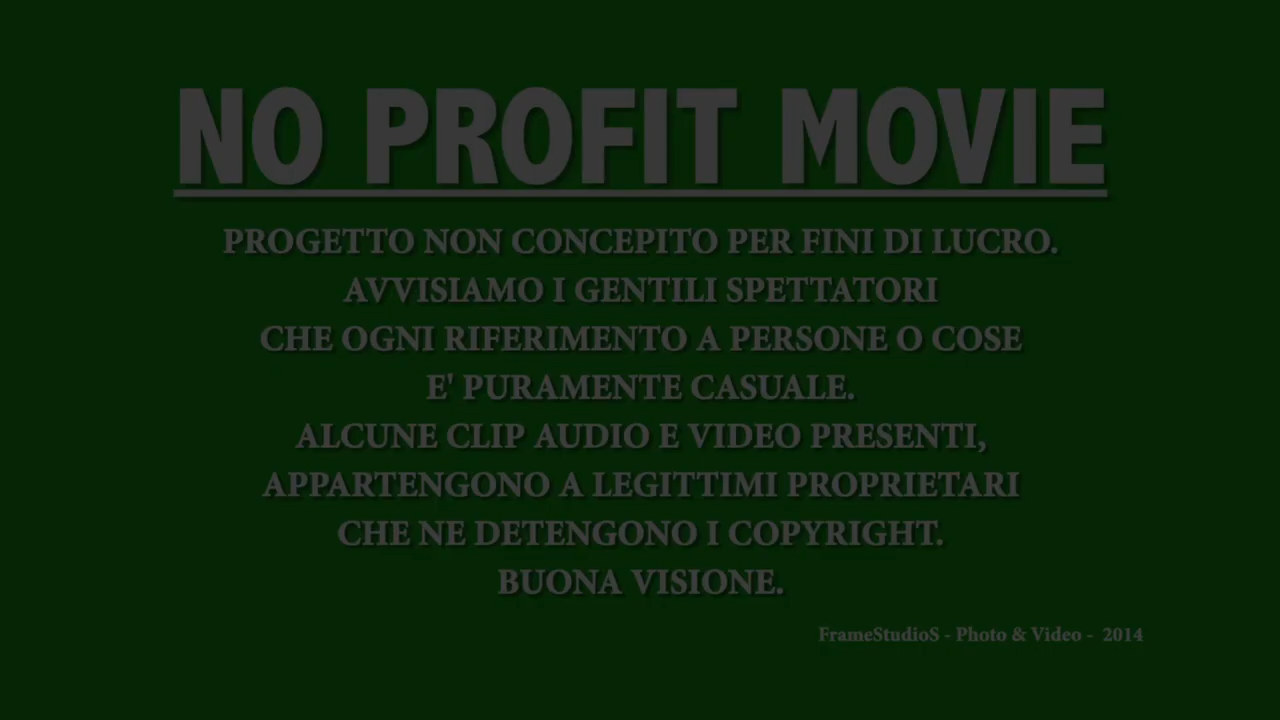 NO PROFIT MOVIE
PROGETTO NON CONCEPITO PER FINI DI LUCRO.
AVVISIAMO I GENTILI SPETTATORI
CHE OGNI RIFERIMENTO A PERSONE O COSE
E' PURAMENTE CASUALE.
ALCUNE CLIP AUDIO E VIDEO PRESENTI,
APPARTENGONO A LEGITTIMI PROPRIETARI
CHE NE DETENGONO I COPYRIGHT.
BUONA VISIONE.
FrameStudioS - Photo & Video - 2014